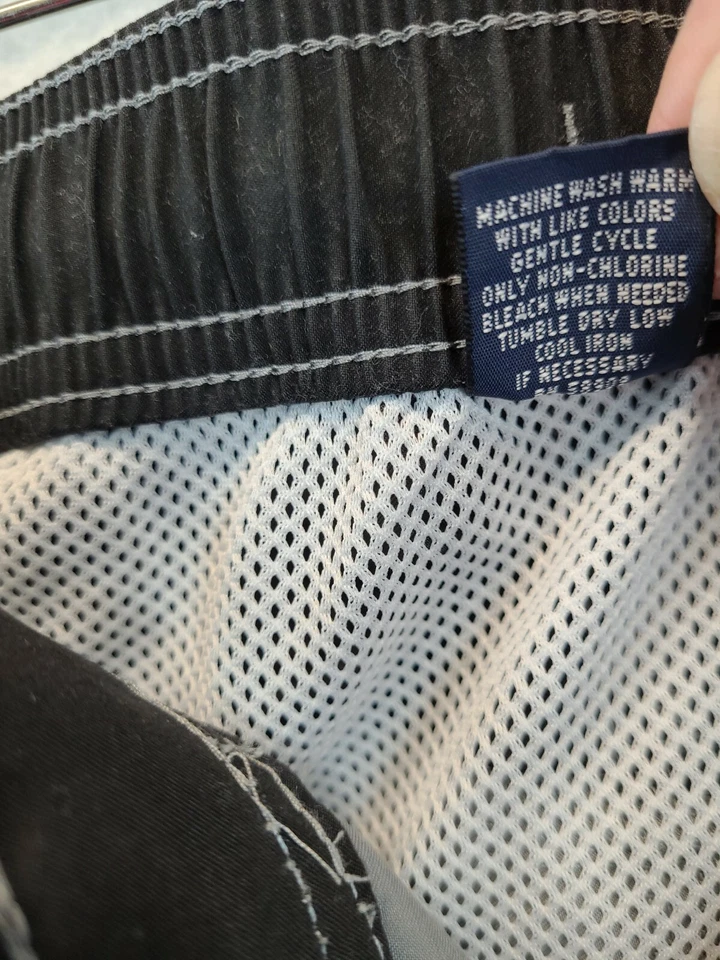 MACHINE WASH WARM
WITH LIKE COLORS
GENTLE CYCLE
ONLY NON-CHLORINE
BLEACH WHEN NEEDED
TUMBLE DRY LOW
COOL IRON
IF NECESSARY